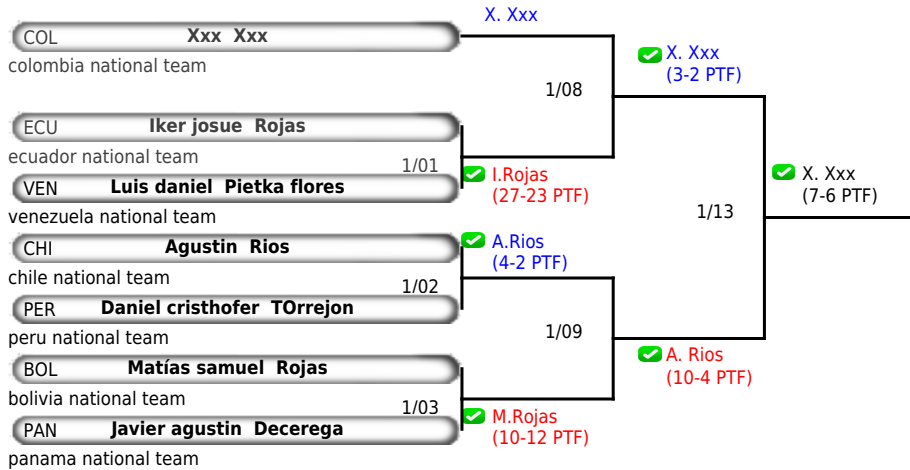 X. Xxx
COL Xxx Xxx
colombia national team
X. Xxx
(3-2 PTF)
1/08
ECU Iker josue Rojas
ecuador national team
1/01
I.Rojas
(27-23 PTF)
VEN Luis daniel Pietka flores
venezuela national team
X. Xxx
(7-6 PTF)
1/13
CHI Agustin Rios
chile national team
A.Rios
(4-2 PTF)
1/02
PER Daniel cristhofer TOrrejon
peru national team
1/09
A. Rios
(10-4 PTF)
BOL Matías samuel Rojas
bolivia national team
1/03
M.Rojas
(10-12 PTF)
PAN Javier agustin Decerega
panama national team